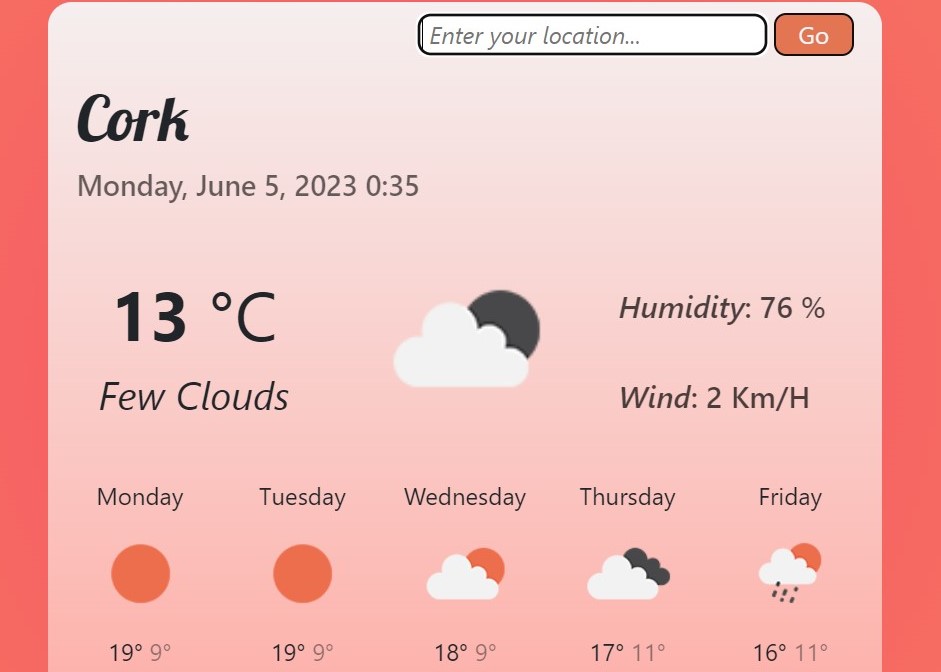 Enter your location...
Go
Cork
Monday, June 5, 2023 0:35
13 °C
Few Clouds
Humidity: 76 %
Wind: 2 Km/H
Monday Tuesday Wednesday Thursday Friday
19° 9° 19° 9° 18° 9° 17° 11° 16° 11°